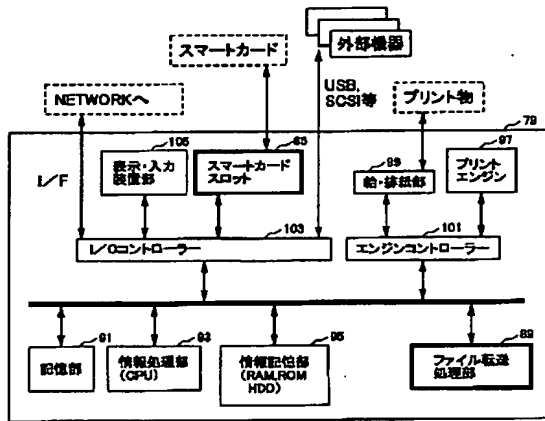 外部機器
スマートカード
NETWORKへ
USB,
SCSI等
プリント物
79
I/F
105
表示・入力
装置部
スマートカード
スロット
99
給・排紙部
97
プリント
エンジン
103
I/Oコントローラー
101
エンジンコントローラー
91
記憶部
93
情報処理部
(CPU)
95
情報記憶部
(RAM,ROM
HDD)
89
ファイル転送
処理部